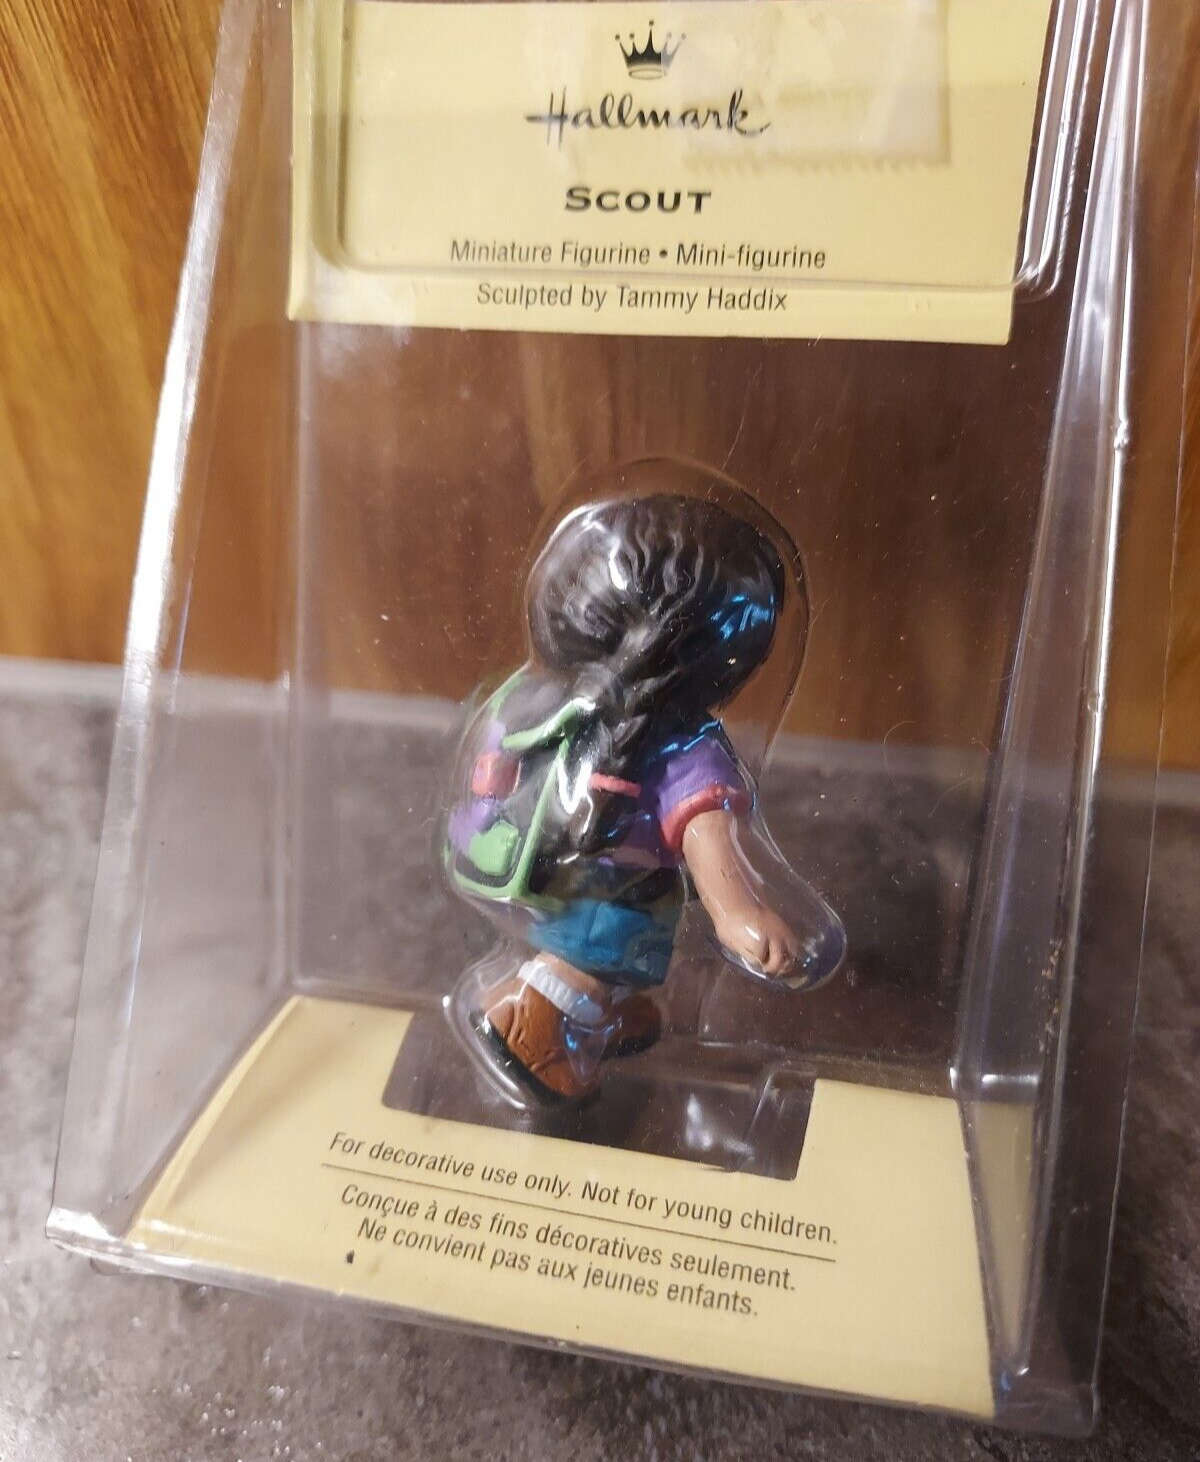 Hallmark
SCOUT
Miniature Figurine • Mini-figurine
Sculpted by Tammy Haddix
For decorative use only. Not for young children.
Conçue à des fins décoratives seulement.
Ne convient pas aux jeunes enfants.